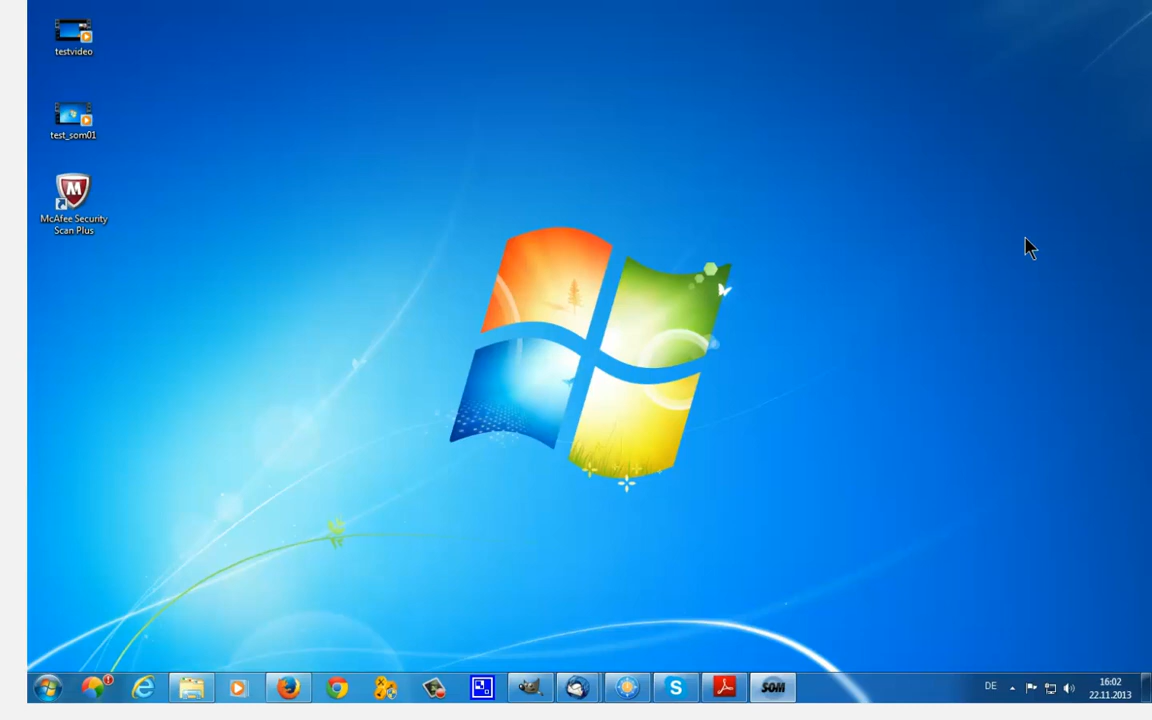 testvideo
test_som01
McAfee Security
Scan Plus
SOM
DE
16:02
22.11.2013